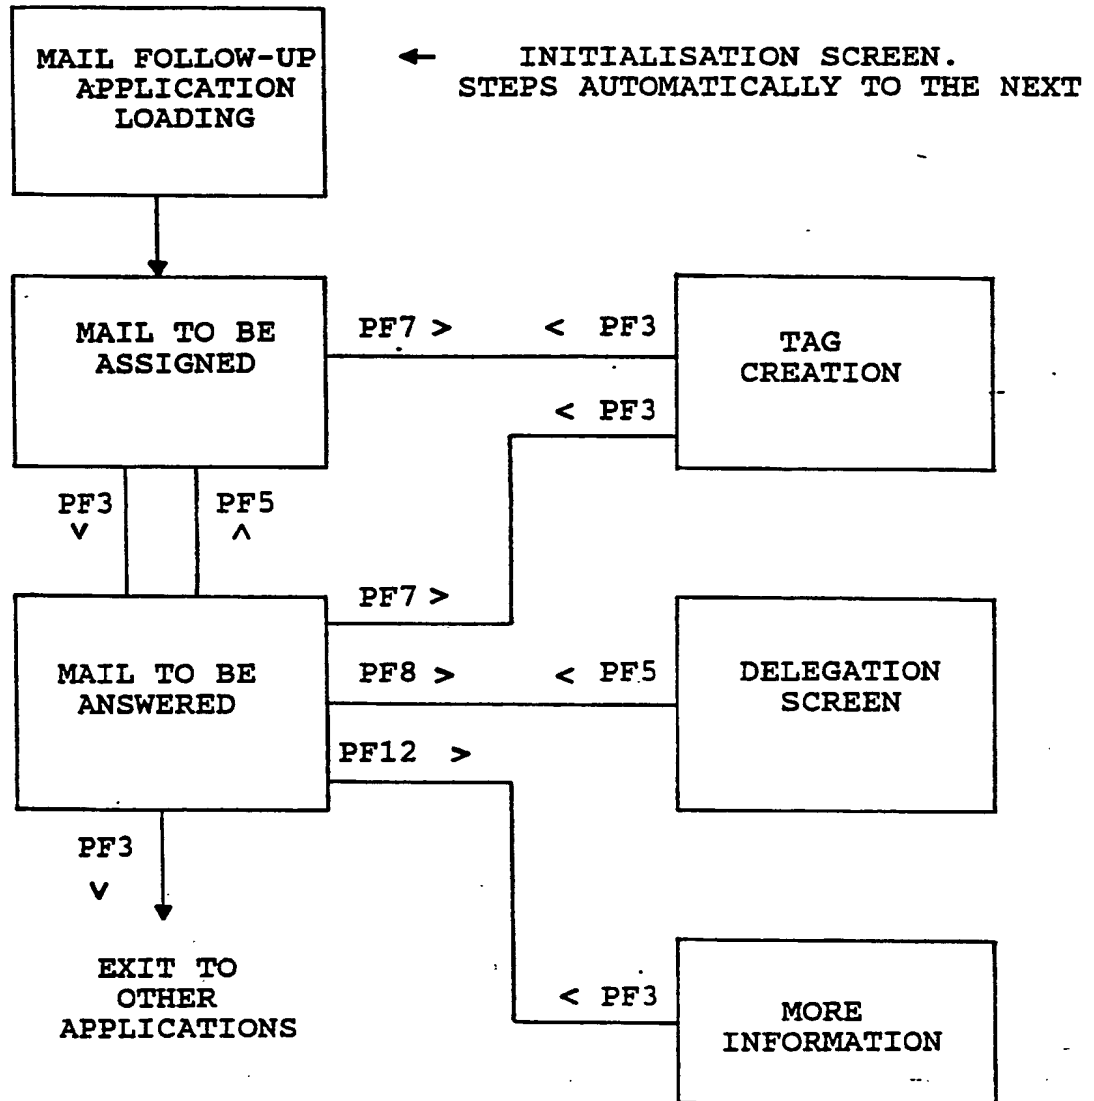 MAIL FOLLOW-UP
APPLICATION
LOADING
← INITIALISATION SCREEN.
STEPS AUTOMATICALLY TO THE NEXT
MAIL TO BE
ASSIGNED
PF7 >
< PF3
TAG
CREATION
< PF3
PF3
v
PF5
^
PF7 >
MAIL TO BE
ANSWERED
PF8 >
< PF5
DELEGATION
SCREEN
PF12 >
PF3
v
EXIT TO
OTHER
APPLICATIONS
< PF3
MORE
INFORMATION